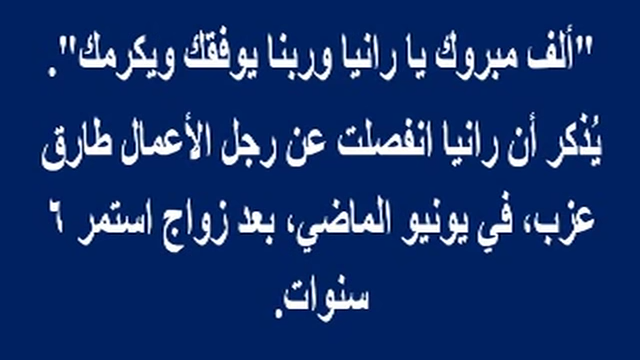 "ألف مبروك يا رانيا وربنا يوفقك ويكرمك".
يُذكر أن رانيا انفصلت عن رجل الأعمال طارق
عزب، في يونيو الماضي، بعد زواج استمر ٦
سنوات.